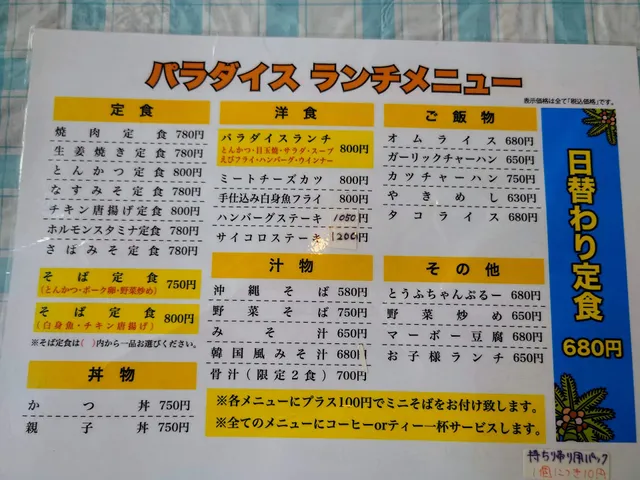 パラダイス ランチメニュー
表示価格は全て「税込価格」です。
定食
焼肉定食 780円
生姜焼き定食 780円
とんかつ定食 800円
なすみそ定食 780円
チキン唐揚げ定食 800円
ホルモンスタミナ定食 780円
さばみそ定食 780円
そば定食 750円
(とんかつ・ポーク卵・野菜炒め)
そば定食 800円
(白身魚・チキン唐揚げ)
※そば定食は( )内から一品お選びください。
丼物
かつ丼 750円
親子丼 750円
洋食
パラダイスランチ 800円
とんかつ・目玉焼・サラダ・スープ
えびフライ・ハンバーグ・ウインナー
ミートチーズカツ 800円
手仕込み白身魚フライ 800円
ハンバーグステーキ 1050円
サイコロステーキ 1200円
汁物
沖縄そば 580円
野菜そば 750円
みそ汁 650円
韓国風みそ汁 680円
骨汁(限定2食) 700円
ご飯物
オムライス 680円
ガーリックチャーハン 650円
カツチャーハン 750円
やきめし 630円
タコライス 680円
その他
とうふちゃんぷるー 680円
野菜炒め 650円
マーボー豆腐 680円
お子様ランチ 650円
※各メニューにプラス100円でミニそばをお付け致します。
※全てのメニューにコーヒーorティー一杯サービスします。
日替わり定食
680円
持ち帰り用パック
1個につき10円